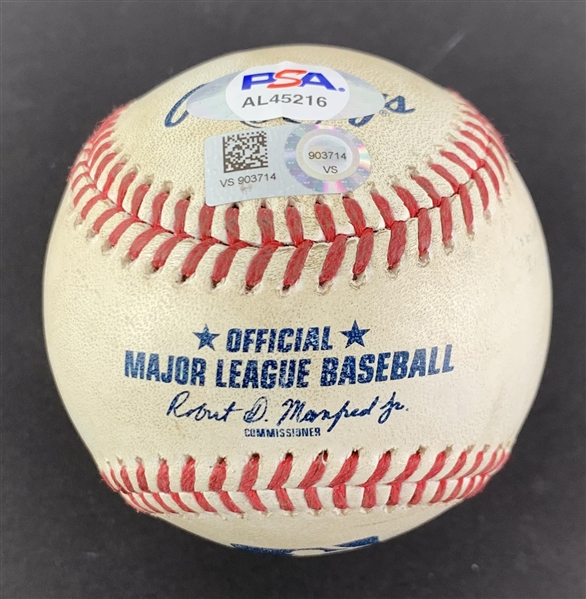 PSA
AL45216
VS 903714
903714
VS
★ OFFICIAL ★
MAJOR LEAGUE BASEBALL
Robert D. Manfred Jr.
COMMISSIONER